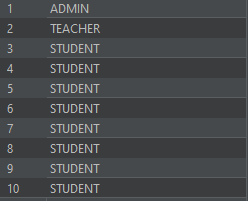 1 ADMIN
2 TEACHER
3 STUDENT
4 STUDENT
5 STUDENT
6 STUDENT
7 STUDENT
8 STUDENT
9 STUDENT
10 STUDENT